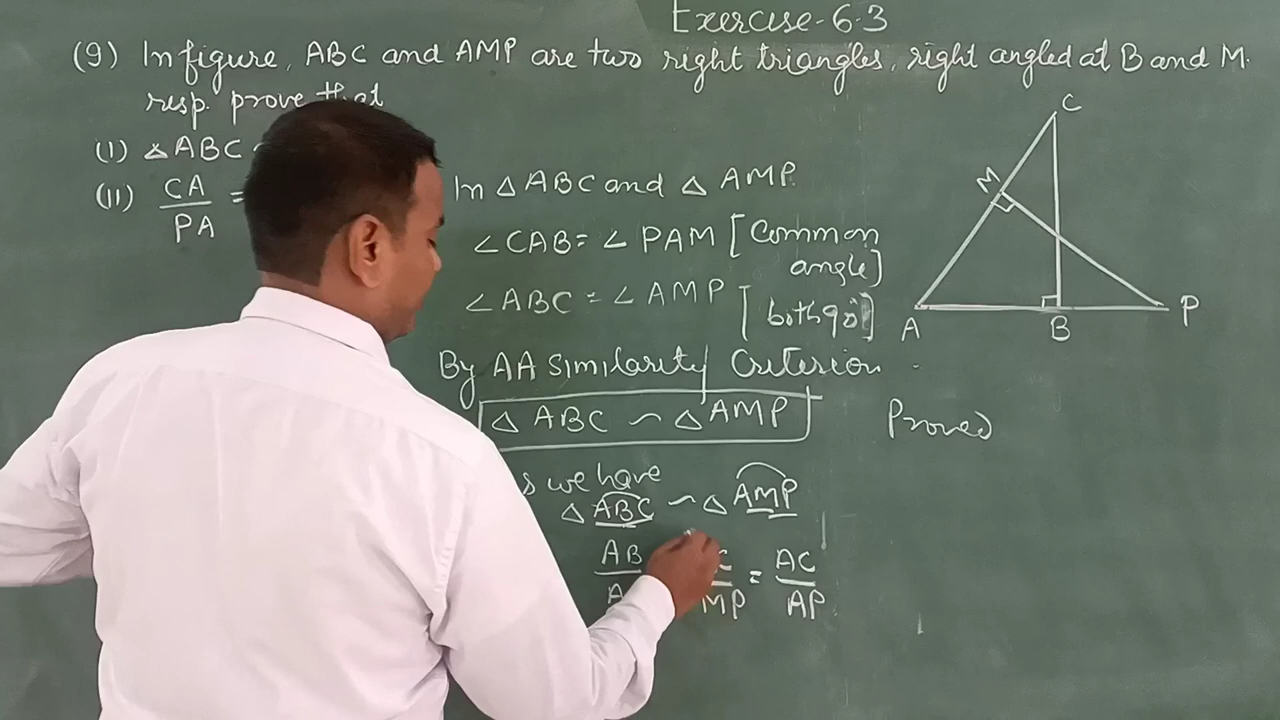 Exercise-6.3
(9) In figure, ABC and AMP are two right triangles, right angled at B and M.
resp. prove that
(I) △ABC
(II) CA
=
PA
In △ABC and △ AMP.
∠CAB = ∠ PAM [Common
angle]
∠ABC = ∠AMP [both 90°]
By AA Similarity Criterion.
△ ABC ∼ △AMP
Proved
we have
△ ABC ∼ △ AMP
AB = AC
MP AP
C
M
A
B
P